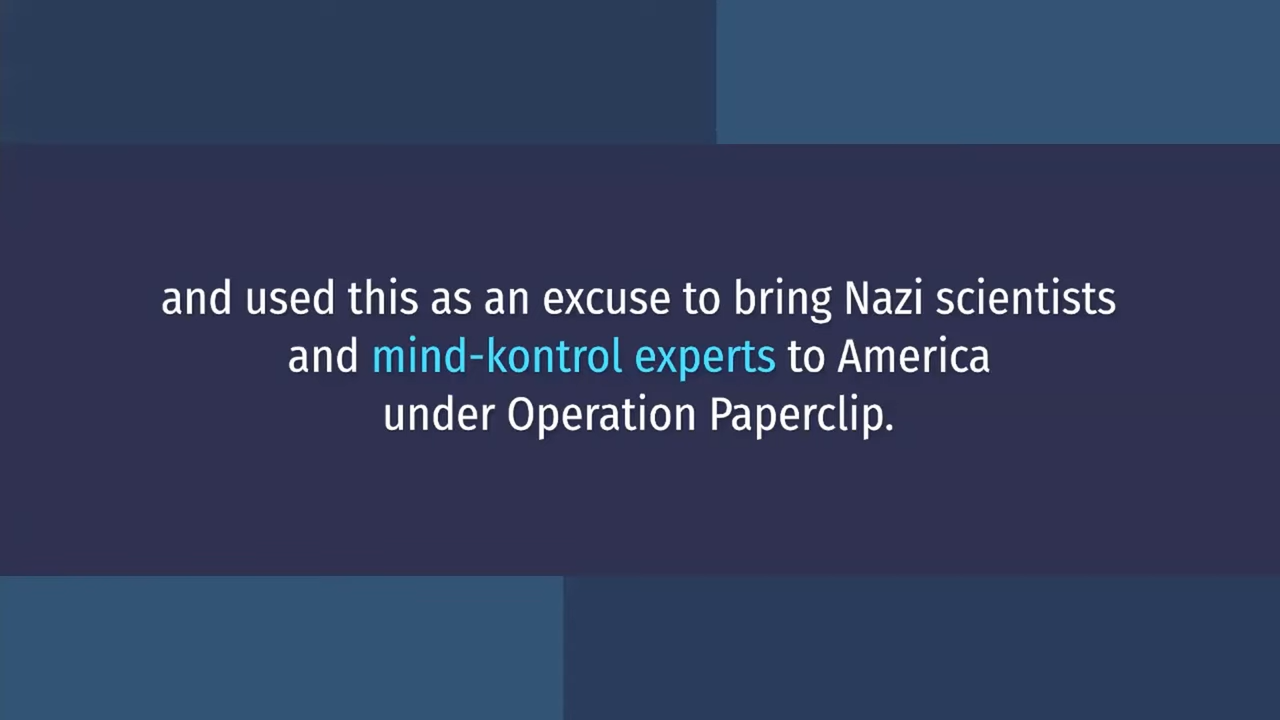 and used this as an excuse to bring Nazi scientists
and mind-kontrol experts to America
under Operation Paperclip.